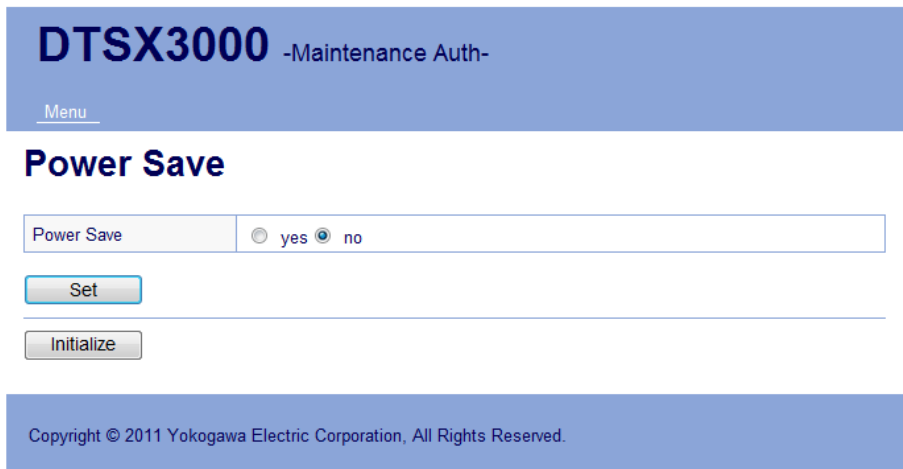 DTSX3000 -Maintenance Auth-
Menu
Power Save
Power Save yes no
Set
Initialize
Copyright © 2011 Yokogawa Electric Corporation, All Rights Reserved.